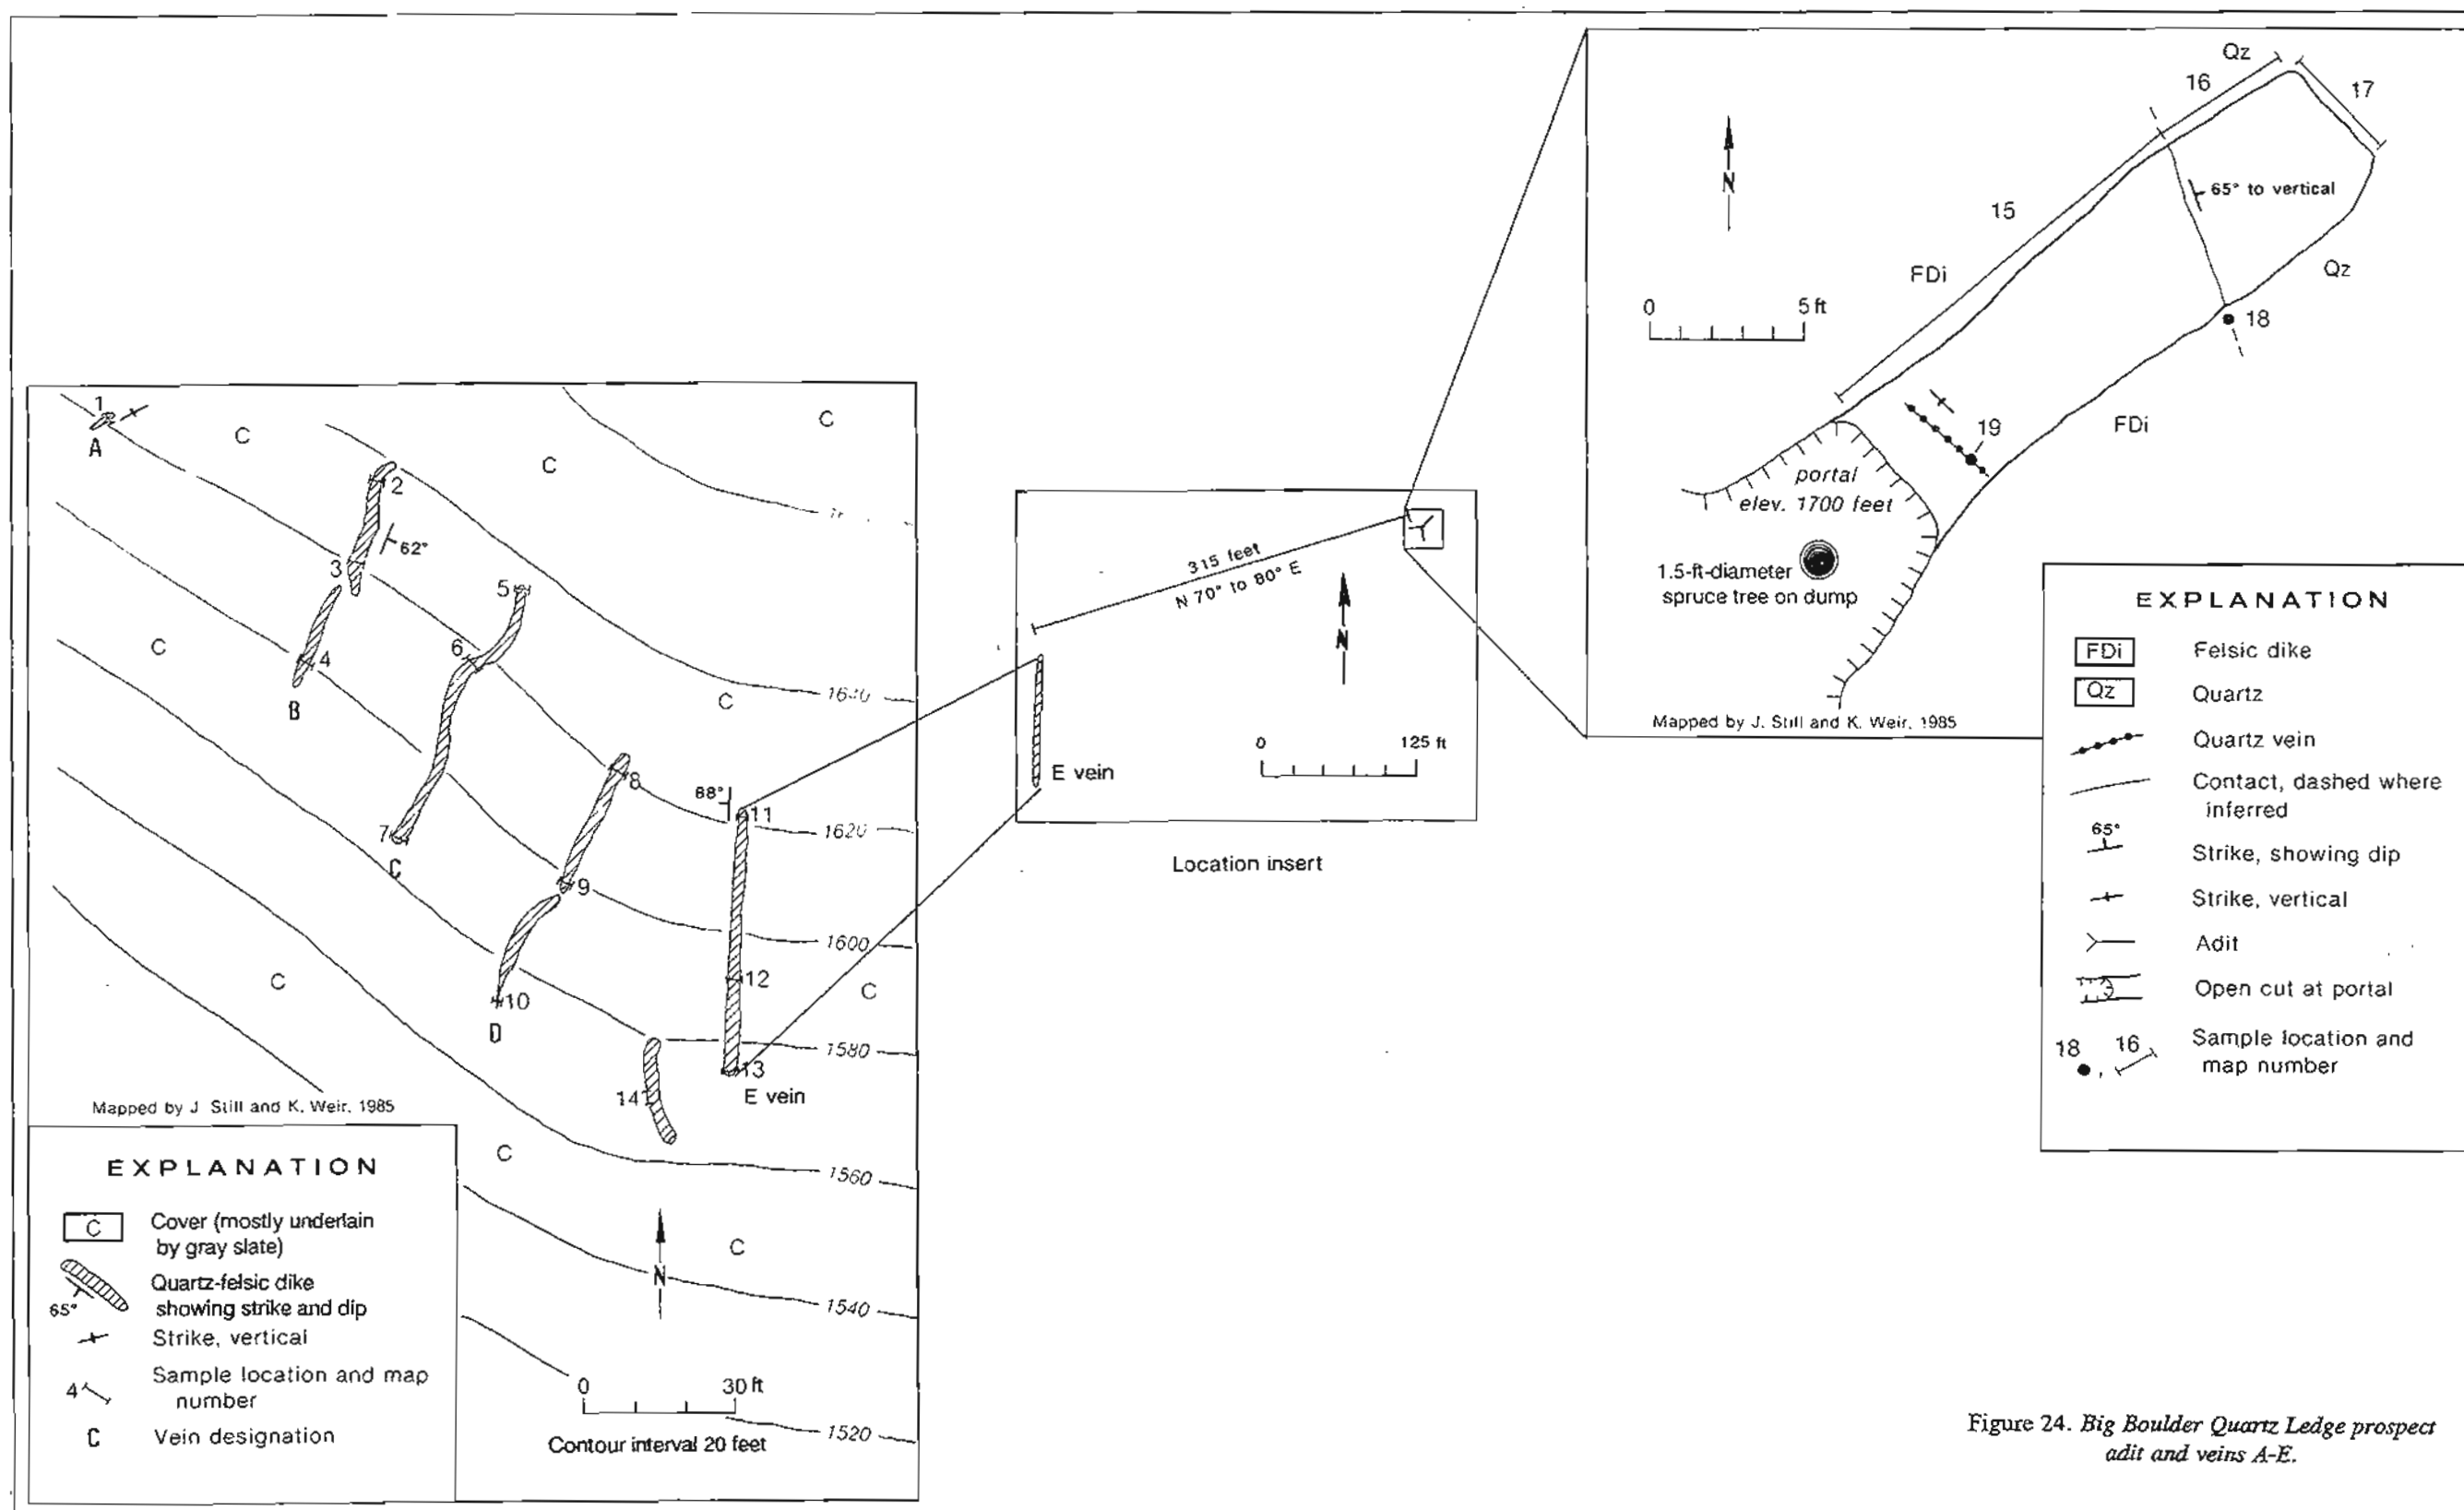 1
A
C
C
C
2
62°
3
5
6
4
C
B
C
8
88°
11
1620
7
C
9
1600
12
C
C
10
D
1580
13
14
E vein
Mapped by J. Still and K. Weir, 1985
C
1560
EXPLANATION
C
Cover (mostly underlain
by gray slate)
Quartz-felsic dike
showing strike and dip
65°
Strike, vertical
4
Sample location and map
number
C
Vein designation
C
N
1540
0
30 ft
1520
Contour interval 20 feet
315 feet
N 70° to 80° E
N
0
125 ft
E vein
Location insert
Qz
16
17
N
65° to vertical
15
FDi
Qz
0
5 ft
18
19
FDi
portal
elev. 1700 feet
1.5-ft-diameter
spruce tree on dump
Mapped by J. Still and K. Weir, 1985
EXPLANATION
FDi
Felsic dike
Qz
Quartz
Quartz vein
Contact, dashed where
inferred
65°
Strike, showing dip
Strike, vertical
Adit
Open cut at portal
18
16
,
Sample location and
map number
Figure 24. Big Boulder Quartz Ledge prospect
adit and veins A-E.